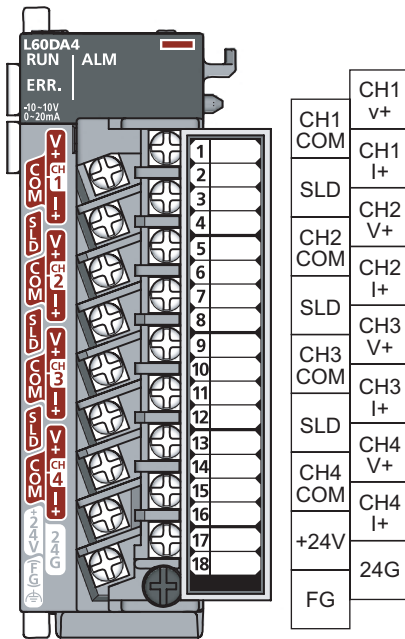 L60DA4
RUN
ALM
ERR.
-10~10V
0~20mA
V+
CH
1
COM
I+
SLD
V+
CH
2
COM
I+
SLD
V+
CH
3
COM
I+
SLD
V+
CH
4
COM
I+
+24V
24G
FG
1
2
3
4
5
6
7
8
9
10
11
12
13
14
15
16
17
18
CH1
v+
CH1
COM
CH1
I+
SLD
CH2
V+
CH2
COM
CH2
I+
SLD
CH3
V+
CH3
COM
CH3
I+
SLD
CH4
V+
CH4
COM
CH4
I+
+24V
24G
FG